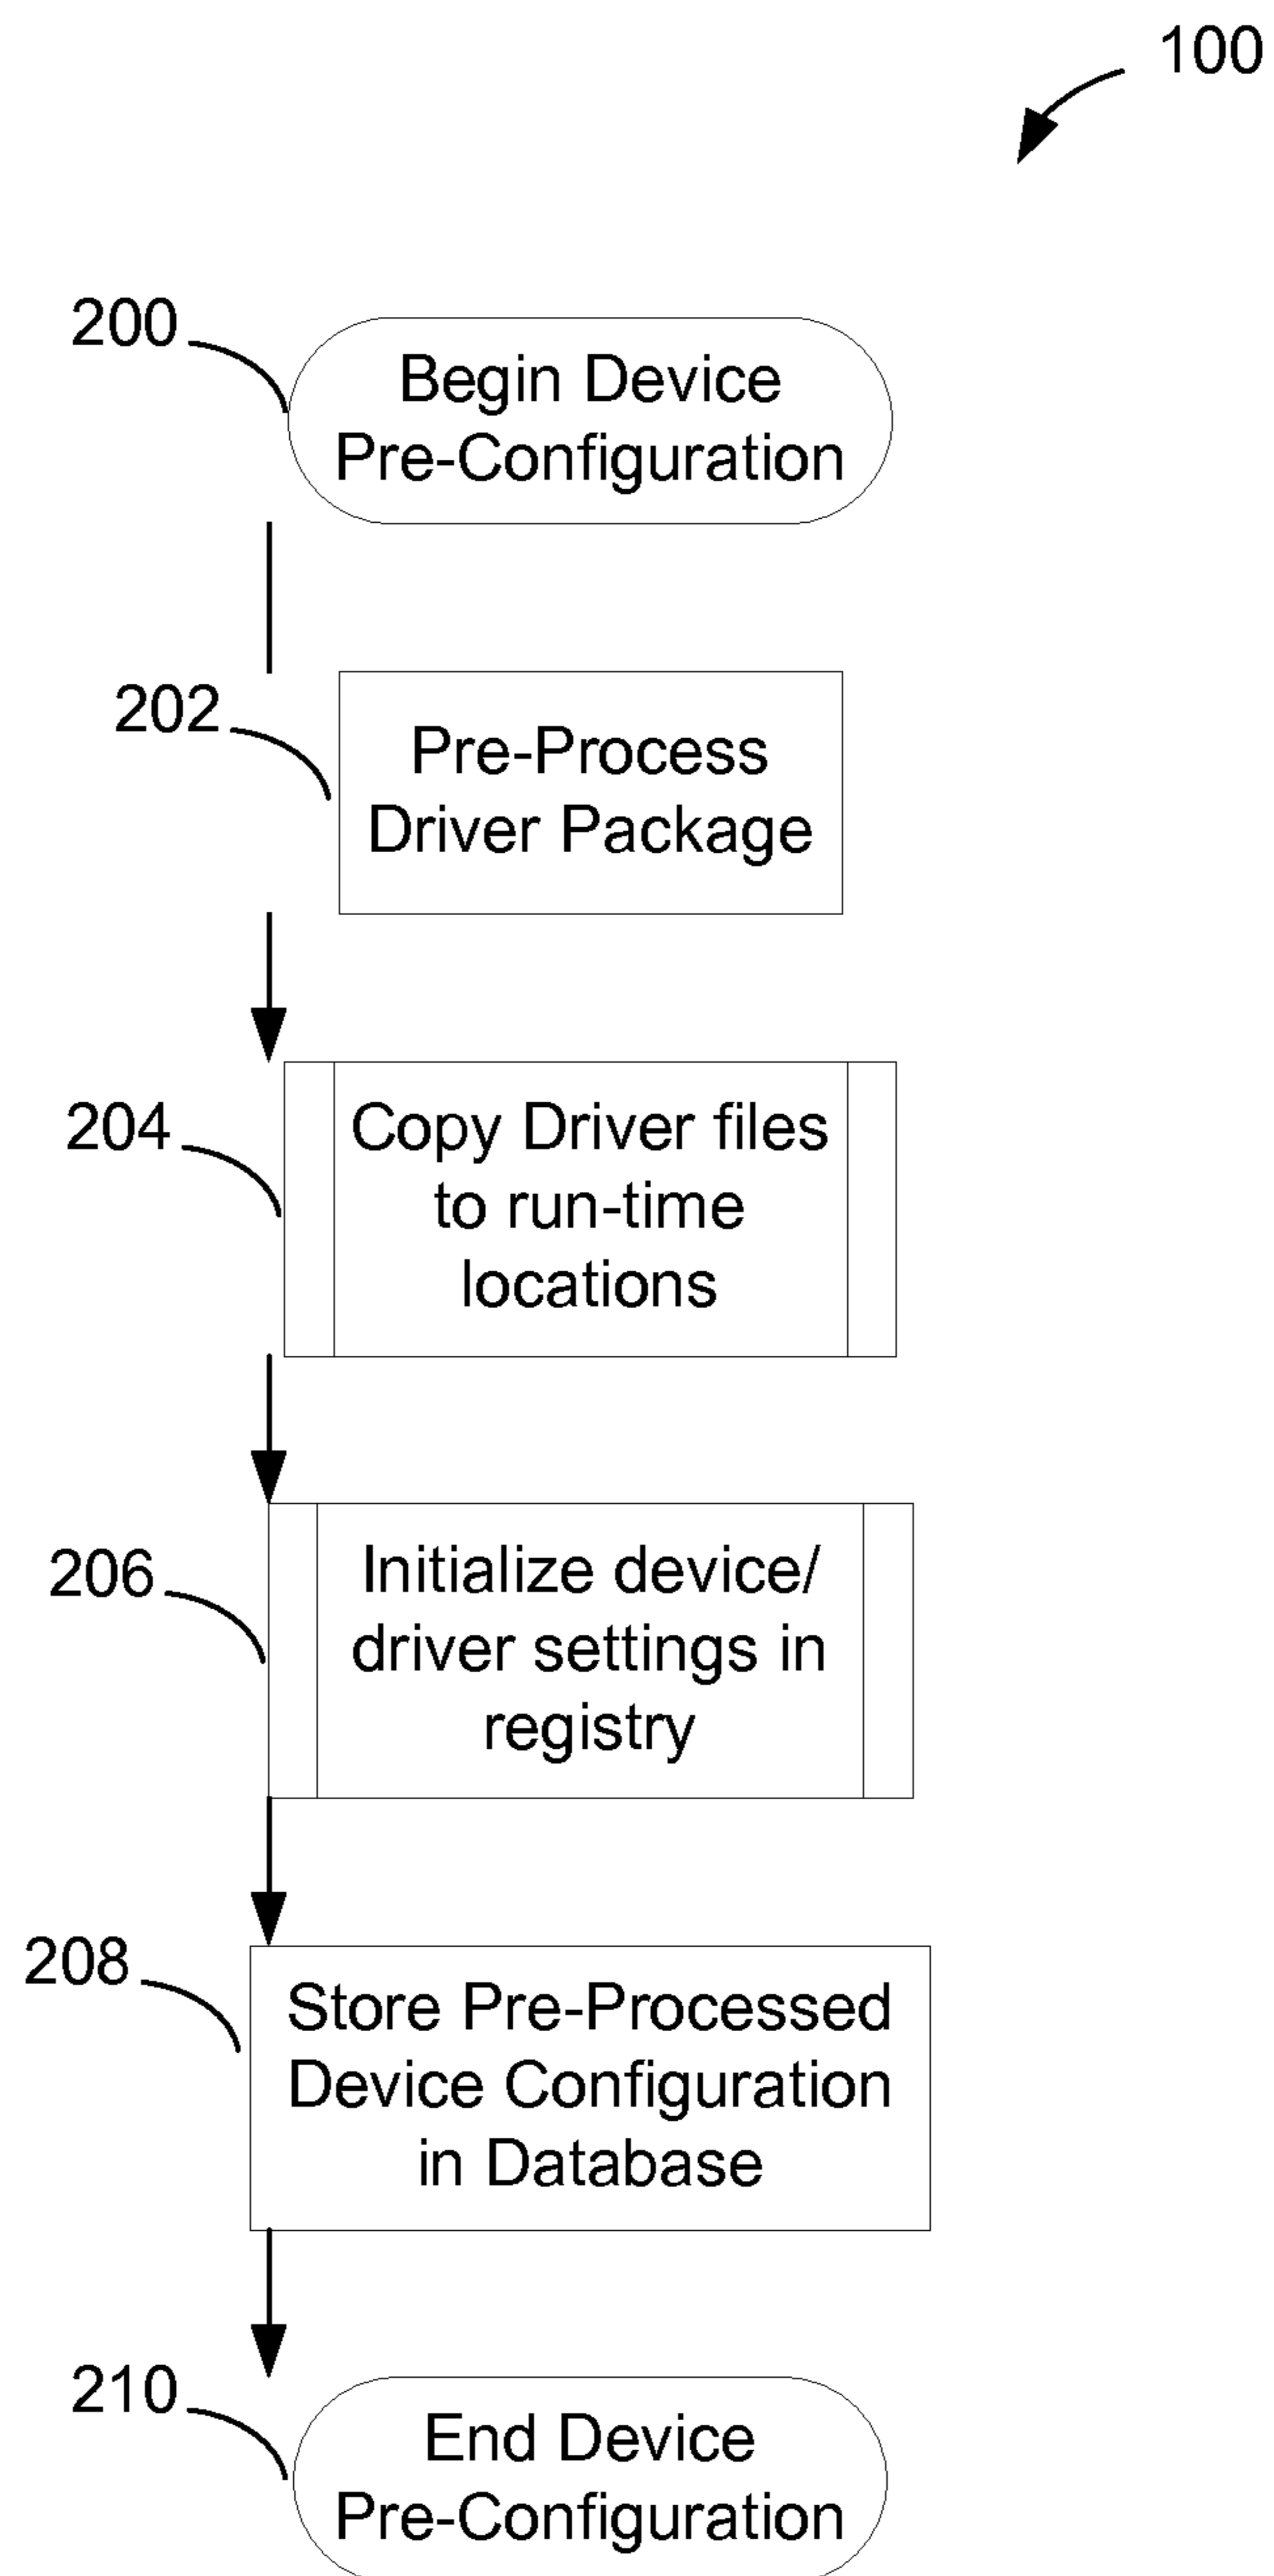 100
200
Begin Device
Pre-Configuration
202
Pre-Process
Driver Package
204
Copy Driver files
to run-time
locations
206
Initialize device/
driver settings in
registry
208
Store Pre-Processed
Device Configuration
in Database
210
End Device
Pre-Configuration